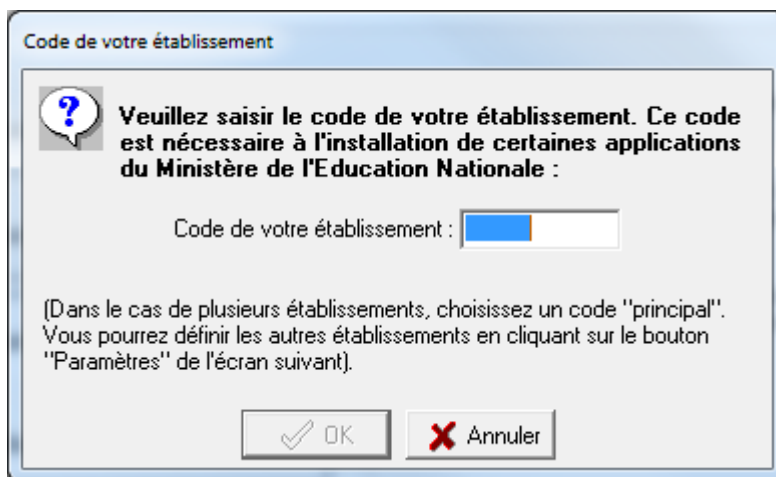 Code de votre établissement
Veuillez saisir le code de votre établissement. Ce code
est nécessaire à l'installation de certaines applications
du Ministère de l'Education Nationale :
Code de votre établissement :
(Dans le cas de plusieurs établissements, choisissez un code "principal".
Vous pourrez définir les autres établissements en cliquant sur le bouton
"Paramètres" de l'écran suivant).
OK
Annuler